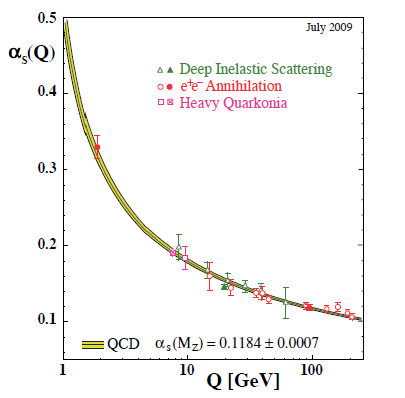 July 2009
αs(Q)
0.5
0.4
0.3
0.2
0.1
Deep Inelastic Scattering
e+e– Annihilation
Heavy Quarkonia
QCD αs(MZ) = 0.1184 ± 0.0007
1 10 100
Q [GeV]